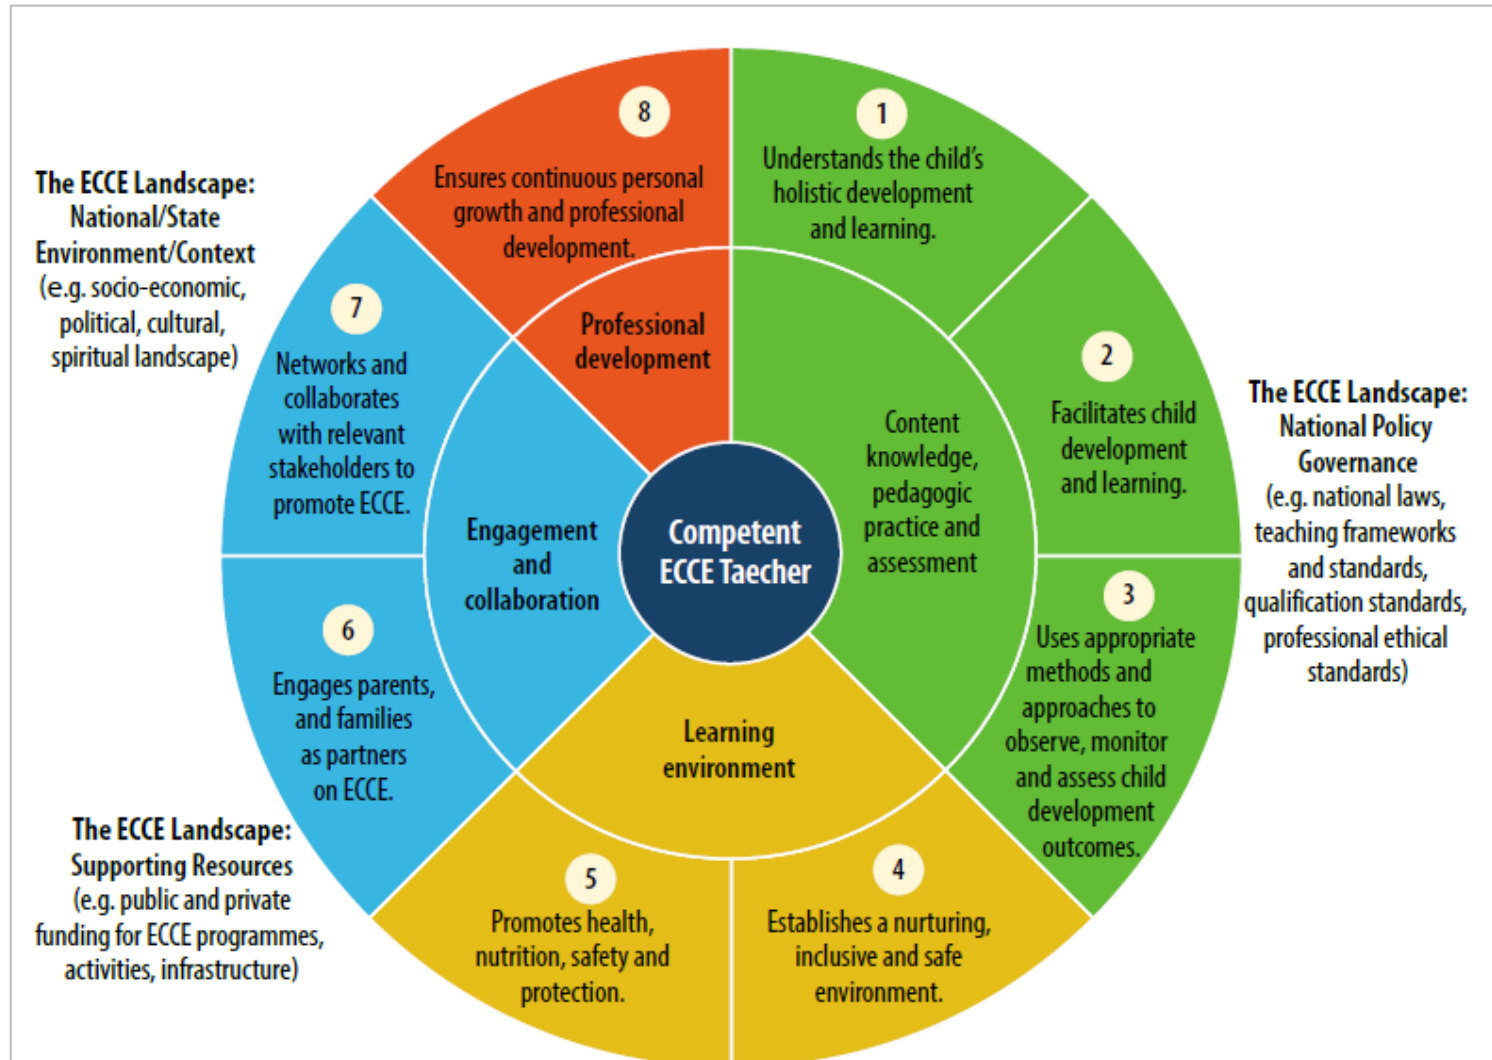 8
Ensures continuous personal
growth and professional
development.
1
Understands the child's
holistic development
and learning.
The ECCE Landscape:
National/State
Environment/Context
(e.g. socio-economic,
political, cultural,
spiritual landscape)
7
Networks and
collaborates
with relevant
stakeholders to
promote ECCE.
Professional
development
2
Facilitates child
development
and learning.
Content
knowledge,
pedagogic
practice and
assessment
The ECCE Landscape:
National Policy
Governance
(e.g. national laws,
teaching frameworks
and standards,
qualification standards,
professional ethical
standards)
Engagement
and
collaboration
Competent
ECCE Taecher
3
Uses appropriate
methods and
approaches to
observe, monitor
and assess child
development
outcomes.
6
Engages parents,
and families
as partners
on ECCE.
Learning
environment
The ECCE Landscape:
Supporting Resources
(e.g. public and private
funding for ECCE programmes,
activities, infrastructure)
5
Promotes health,
nutrition, safety and
protection.
4
Establishes a nurturing,
inclusive and safe
environment.